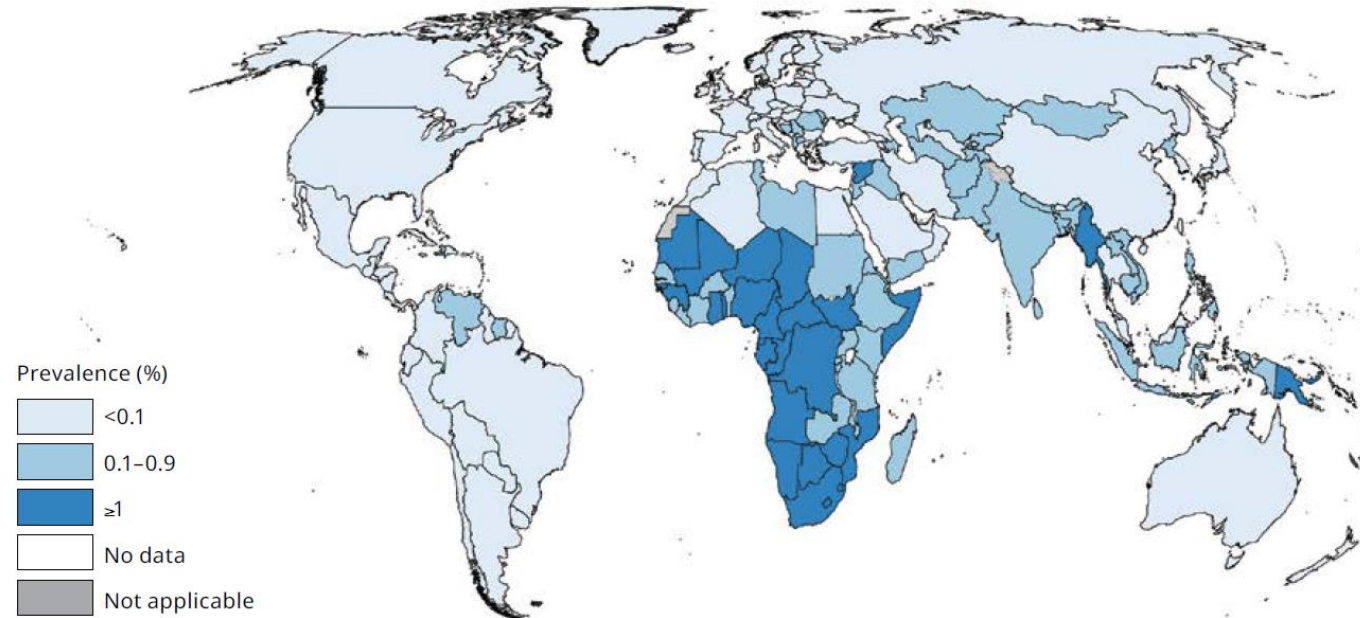 Prevalence (%)
<0.1
0.1–0.9
≥1
No data
Not applicable